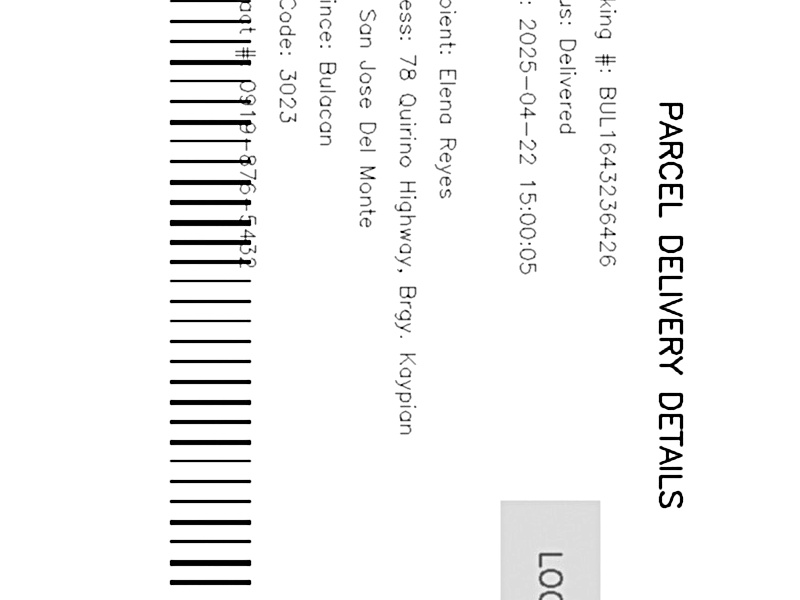 PARCEL DELIVERY DETAILS
king #: BUL1643236426
us: Delivered
: 2025-04-22 15:00:05
LOG
pient: Elena Reyes
ess: 78 Quirino Highway, Brgy. Kaypian
San Jose Del Monte
ince: Bulacan
Code: 3023
act #: 0919-876-5432